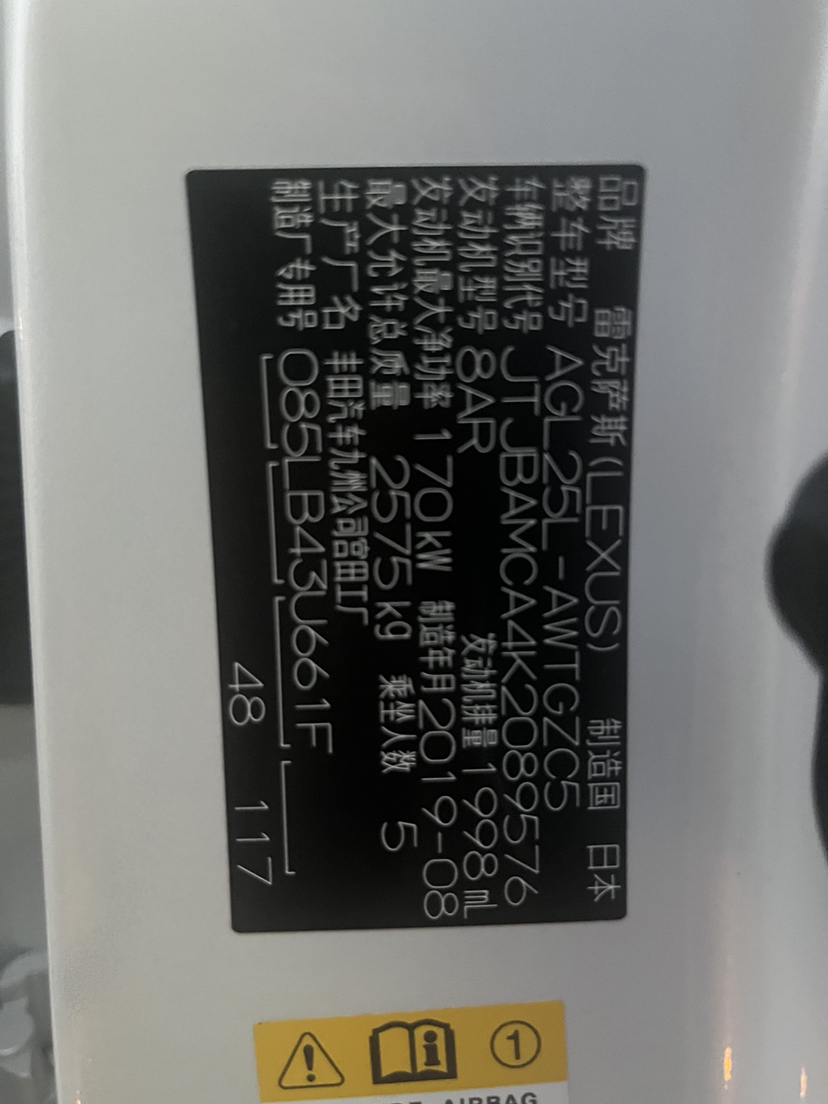 品牌 雷克萨斯(LEXUS) 制造国 日本
整车型号 AGL25L-AWTGZC5
车辆识别代号 JTJBAMCA4K2089576
发动机型号 8AR 发动机排量 1998mL
发动机最大净功率 170kW 制造年月 2019-08
最大允许总质量 2575kg 乘坐人数 5
生产厂名 丰田汽车九州公司宫田工厂
制造厂专用号 085LB43U661F
48 117
1
AIRBAG